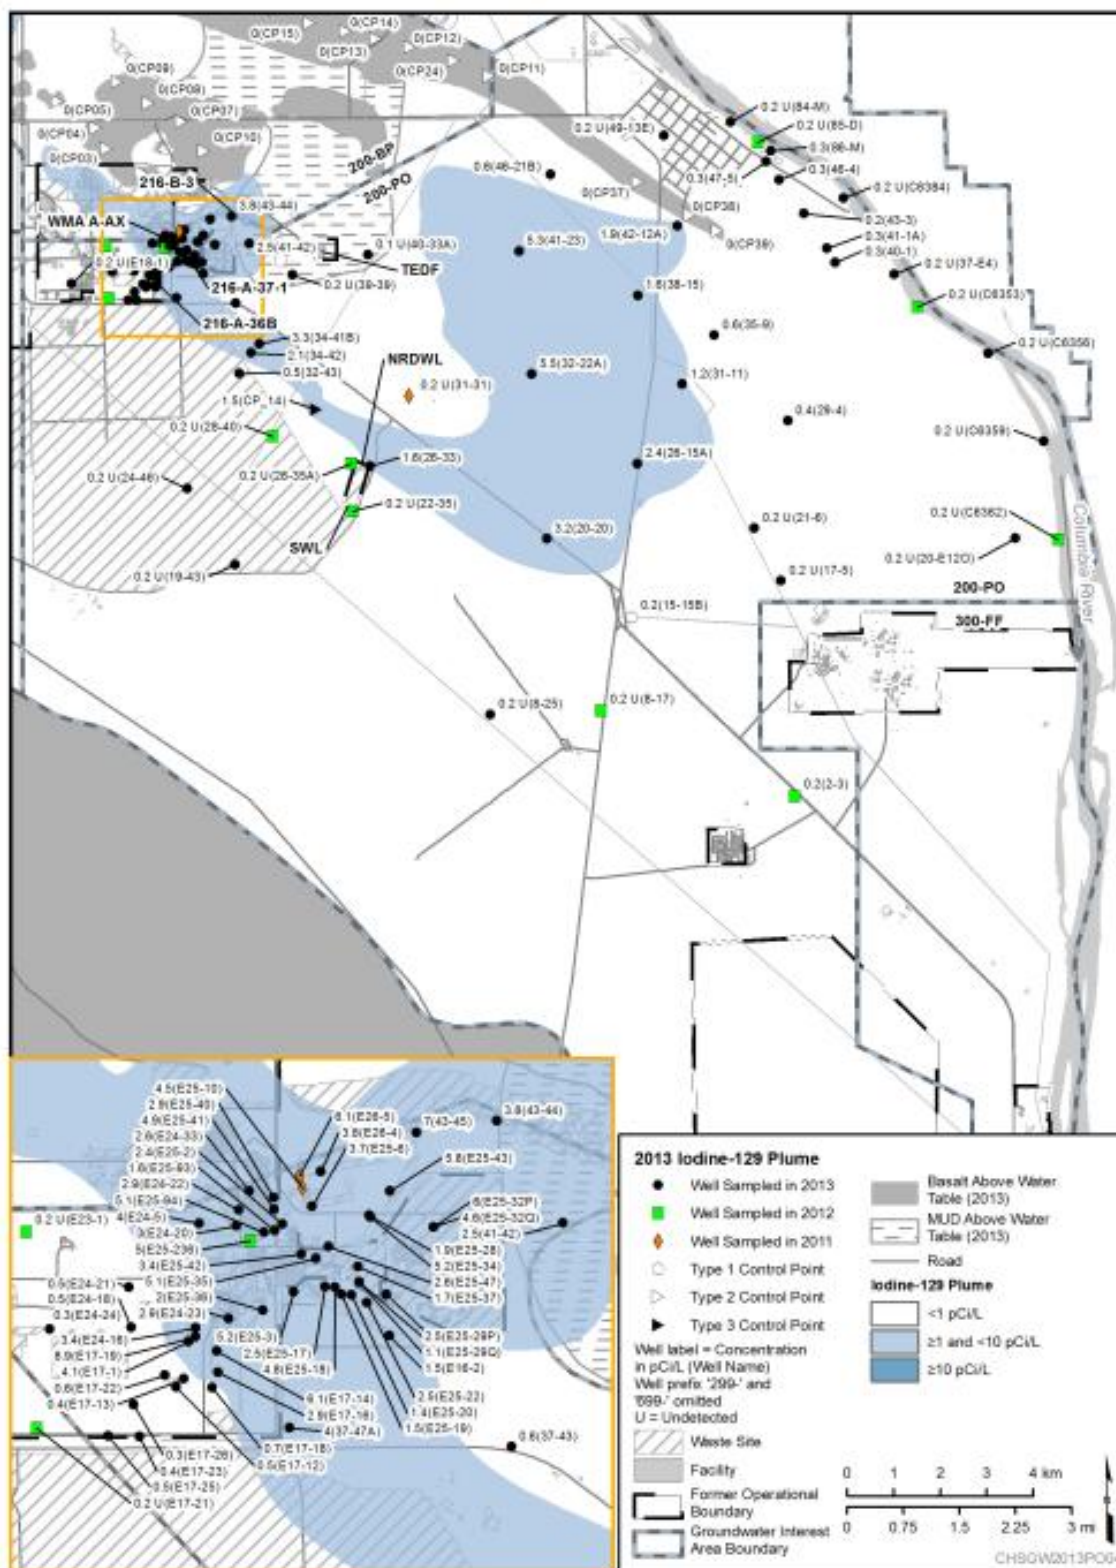 0(CP14)
0(CP15)
0(CP12)
0(CP13)
0(CP24)
0(CP11)
0(CP09)
0(CP08)
0(CP05)
0(CP07)
0(CP04)
0(CP10)
0(CP03)
200-BP
200-PO
216-B-3
3.8(43-44)
WMA A-AX
2.5(41-42)
0.1 U(40-33A)
0.2 U(E18-1)
TEDF
216-A-37-1
0.2 U(39-39)
216-A-36B
0.2 U(49-13E)
0.6(46-21B)
0(CP37)
0(CP38)
0(CP39)
0.2 U(84-M)
0.2 U(85-D)
0.3(86-M)
0.3(47-5)
0.3(46-4)
0.2 U(C6384)
0.2(43-3)
0.3(41-1A)
0.3(40-1)
0.2 U(37-E4)
0.2 U(C6353)
0.2 U(C6356)
0.2 U(C6359)
0.2 U(C6362)
0.2 U(20-E12O)
Columbia River
5.3(41-23)
1.9(42-12A)
1.6(38-15)
0.6(35-9)
5.5(32-22A)
1.2(31-11)
0.4(29-4)
2.4(26-15A)
3.3(34-41B)
2.1(34-42)
0.5(32-43)
NRDWL
0.2 U(31-31)
1.5(CP_14)
0.2 U(28-40)
1.6(26-33)
0.2 U(26-35A)
0.2 U(24-46)
0.2 U(22-35)
SWL
3.2(20-20)
0.2 U(21-6)
0.2 U(19-43)
0.2 U(17-5)
0.2(15-15B)
200-PO
300-FF
0.2 U(8-25)
0.2 U(8-17)
0.2(2-3)
4.5(E25-10)
2.9(E25-40)
4.9(E25-41)
2.6(E24-33)
2.4(E25-2)
1.8(E25-93)
2.9(E24-22)
5.1(E25-94)
4(E24-5)
3(E24-20)
5(E25-236)
3.4(E25-42)
5.1(E25-35)
2(E25-36)
2.9(E24-23)
6.1(E26-5)
3.8(E26-4)
3.7(E25-6)
7(43-45)
3.8(43-44)
5.8(E25-43)
6(E25-32P)
4.6(E25-32Q)
2.5(41-42)
1.9(E25-28)
5.2(E25-34)
2.6(E25-47)
1.7(E25-37)
0.2 U(E23-1)
0.5(E24-21)
0.5(E24-18)
0.3(E24-24)
3.4(E24-16)
8.9(E17-19)
4.1(E17-1)
0.6(E17-22)
0.4(E17-13)
5.2(E25-3)
2.5(E25-17)
4.8(E25-18)
2.5(E25-29P)
1.1(E25-29Q)
1.5(E16-2)
2.5(E25-22)
1.4(E25-20)
1.5(E25-19)
6.1(E17-14)
2.9(E17-16)
4(37-47A)
0.7(E17-18)
0.5(E17-12)
0.6(37-43)
0.3(E17-26)
0.4(E17-23)
0.5(E17-25)
0.2 U(E17-21)
2013 Iodine-129 Plume
Well Sampled in 2013
Well Sampled in 2012
Well Sampled in 2011
Type 1 Control Point
Type 2 Control Point
Type 3 Control Point
Well label = Concentration
in pCi/L (Well Name)
Well prefix '299-' and
'699-' omitted
U = Undetected
Waste Site
Facility
Former Operational
Boundary
Groundwater Interest
Area Boundary
Basalt Above Water
Table (2013)
MUD Above Water
Table (2013)
Road
Iodine-129 Plume
<1 pCi/L
≥1 and <10 pCi/L
≥10 pCi/L
0 1 2 3 4 km
0 0.75 1.5 2.25 3 mi